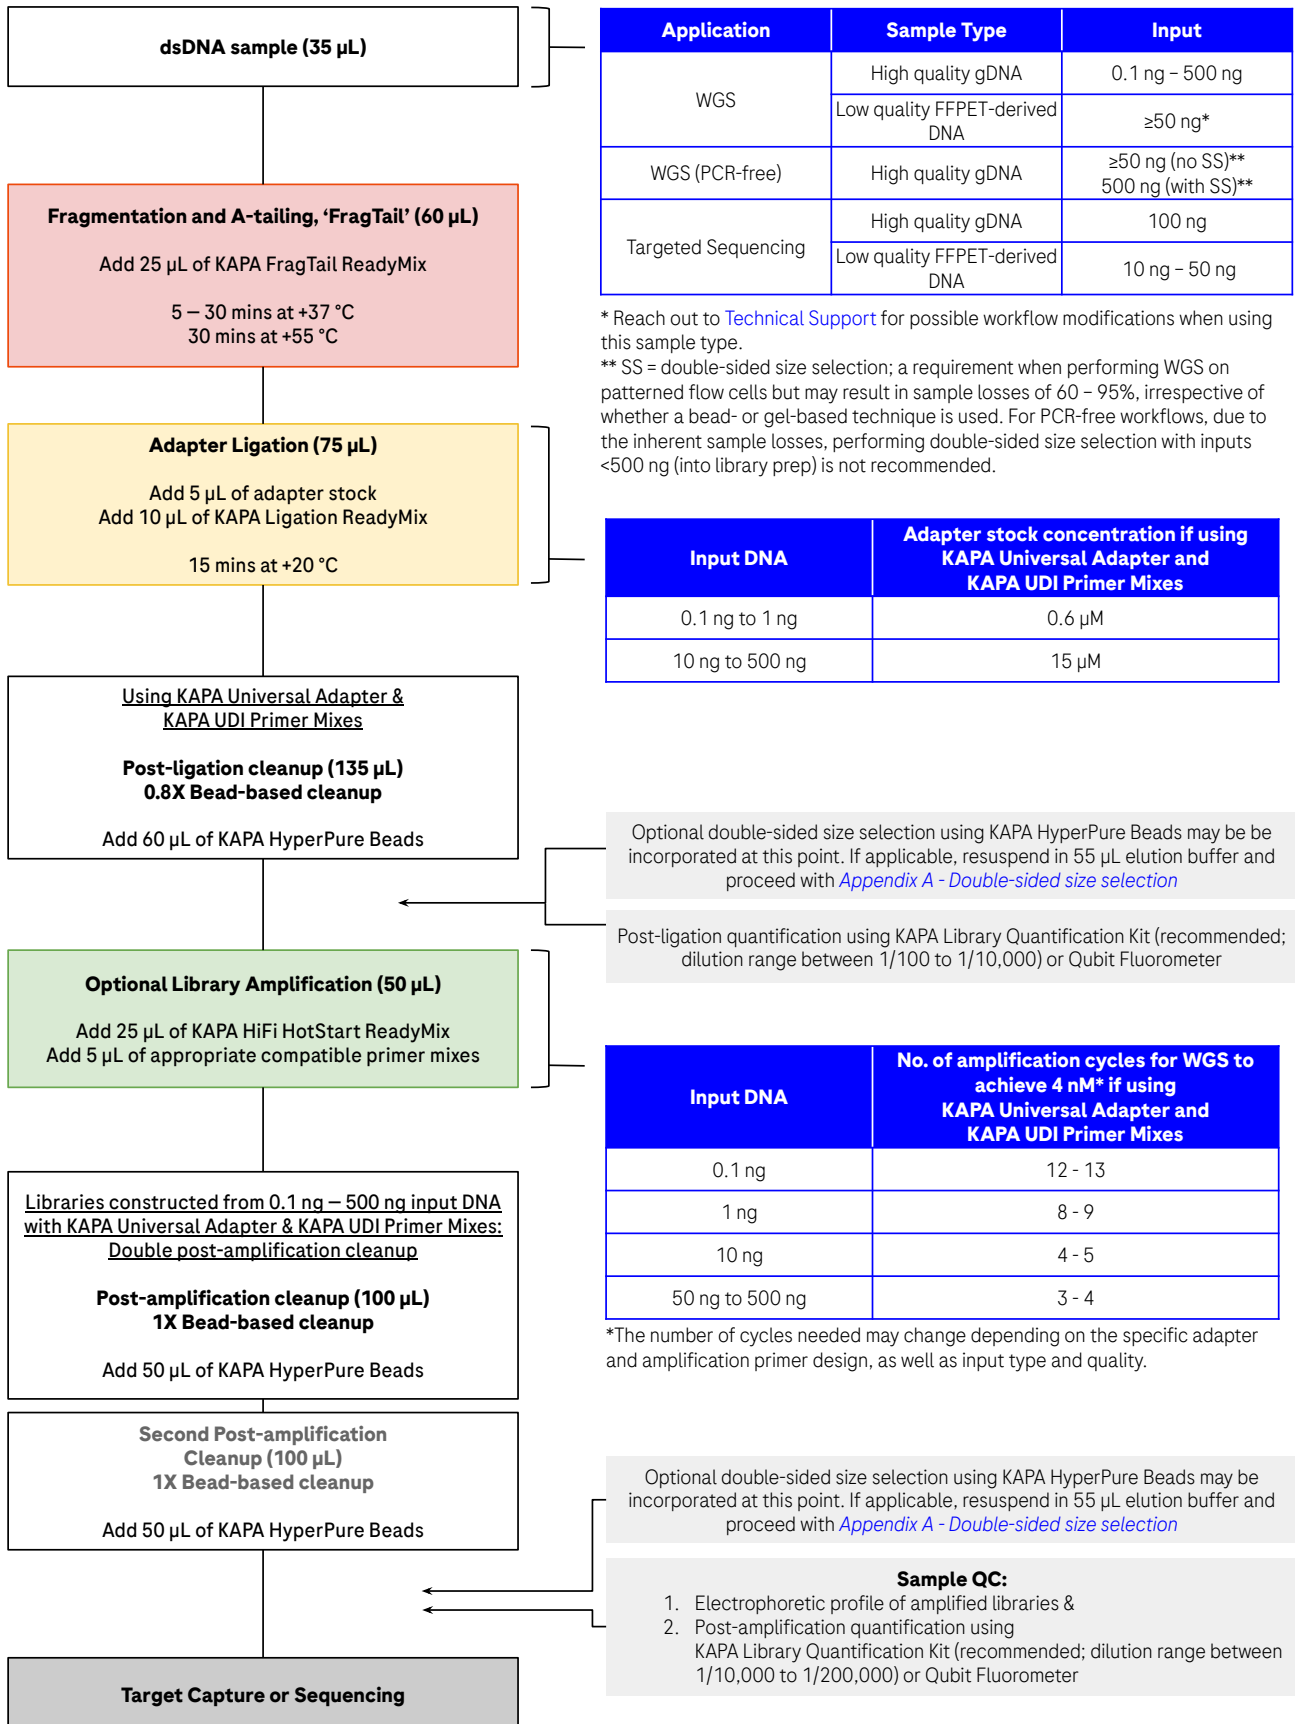 dsDNA sample (35 µL)
Application Sample Type Input
WGS
High quality gDNA 0.1 ng – 500 ng
Low quality FFPET-derived
DNA
≥50 ng*
WGS (PCR-free) High quality gDNA
≥50 ng (no SS)**
500 ng (with SS)**
Targeted Sequencing
High quality gDNA 100 ng
Low quality FFPET-derived
DNA
10 ng – 50 ng
* Reach out to Technical Support for possible workflow modifications when using
this sample type.
** SS = double-sided size selection; a requirement when performing WGS on
patterned flow cells but may result in sample losses of 60 – 95%, irrespective of
whether a bead- or gel-based technique is used. For PCR-free workflows, due to
the inherent sample losses, performing double-sided size selection with inputs
<500 ng (into library prep) is not recommended.
Fragmentation and A-tailing, ‘FragTail’ (60 µL)
Add 25 µL of KAPA FragTail ReadyMix
5 – 30 mins at +37 °C
30 mins at +55 °C
Adapter Ligation (75 µL)
Add 5 µL of adapter stock
Add 10 µL of KAPA Ligation ReadyMix
15 mins at +20 °C
Input DNA
Adapter stock concentration if using
KAPA Universal Adapter and
KAPA UDI Primer Mixes
0.1 ng to 1 ng 0.6 µM
10 ng to 500 ng 15 µM
Using KAPA Universal Adapter &
KAPA UDI Primer Mixes
Post-ligation cleanup (135 µL)
0.8X Bead-based cleanup
Add 60 µL of KAPA HyperPure Beads
Optional double-sided size selection using KAPA HyperPure Beads may be be
incorporated at this point. If applicable, resuspend in 55 µL elution buffer and
proceed with Appendix A - Double-sided size selection
Post-ligation quantification using KAPA Library Quantification Kit (recommended;
dilution range between 1/100 to 1/10,000) or Qubit Fluorometer
Optional Library Amplification (50 µL)
Add 25 µL of KAPA HiFi HotStart ReadyMix
Add 5 µL of appropriate compatible primer mixes
Input DNA
No. of amplification cycles for WGS to
achieve 4 nM* if using
KAPA Universal Adapter and
KAPA UDI Primer Mixes
0.1 ng 12 - 13
1 ng 8 - 9
10 ng 4 - 5
50 ng to 500 ng 3 - 4
*The number of cycles needed may change depending on the specific adapter
and amplification primer design, as well as input type and quality.
Libraries constructed from 0.1 ng – 500 ng input DNA
with KAPA Universal Adapter & KAPA UDI Primer Mixes:
Double post-amplification cleanup
Post-amplification cleanup (100 µL)
1X Bead-based cleanup
Add 50 µL of KAPA HyperPure Beads
Second Post-amplification
Cleanup (100 µL)
1X Bead-based cleanup
Add 50 µL of KAPA HyperPure Beads
Optional double-sided size selection using KAPA HyperPure Beads may be
incorporated at this point. If applicable, resuspend in 55 µL elution buffer and
proceed with Appendix A - Double-sided size selection
Sample QC:
1. Electrophoretic profile of amplified libraries &
2. Post-amplification quantification using
KAPA Library Quantification Kit (recommended; dilution range between
1/10,000 to 1/200,000) or Qubit Fluorometer
Target Capture or Sequencing